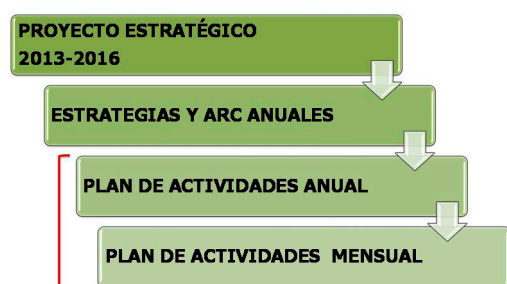 PROYECTO ESTRATÉGICO
2013-2016
ESTRATEGIAS Y ARC ANUALES
PLAN DE ACTIVIDADES ANUAL
PLAN DE ACTIVIDADES MENSUAL